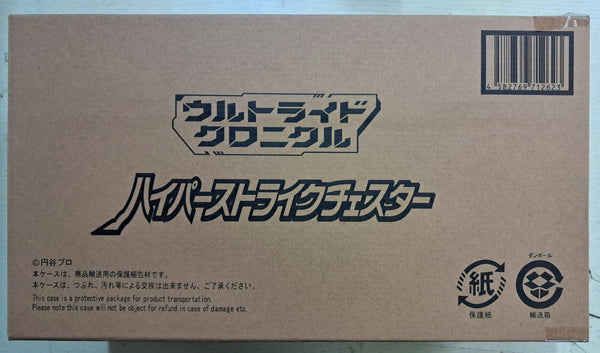 4 582769 712623
ウルトライド
クロニクル
ハイパーストライクチェスター
©円谷プロ
本ケースは、商品輸送用の保護梱包材です。
本ケースは、つぶれ、汚れ等による交換は出来ません。ご了承ください。
This case is a protective package for product transportation.
Please note this case will not be object for refund in case of damage etc.
紙
保護紙
ダンボール
輸送箱